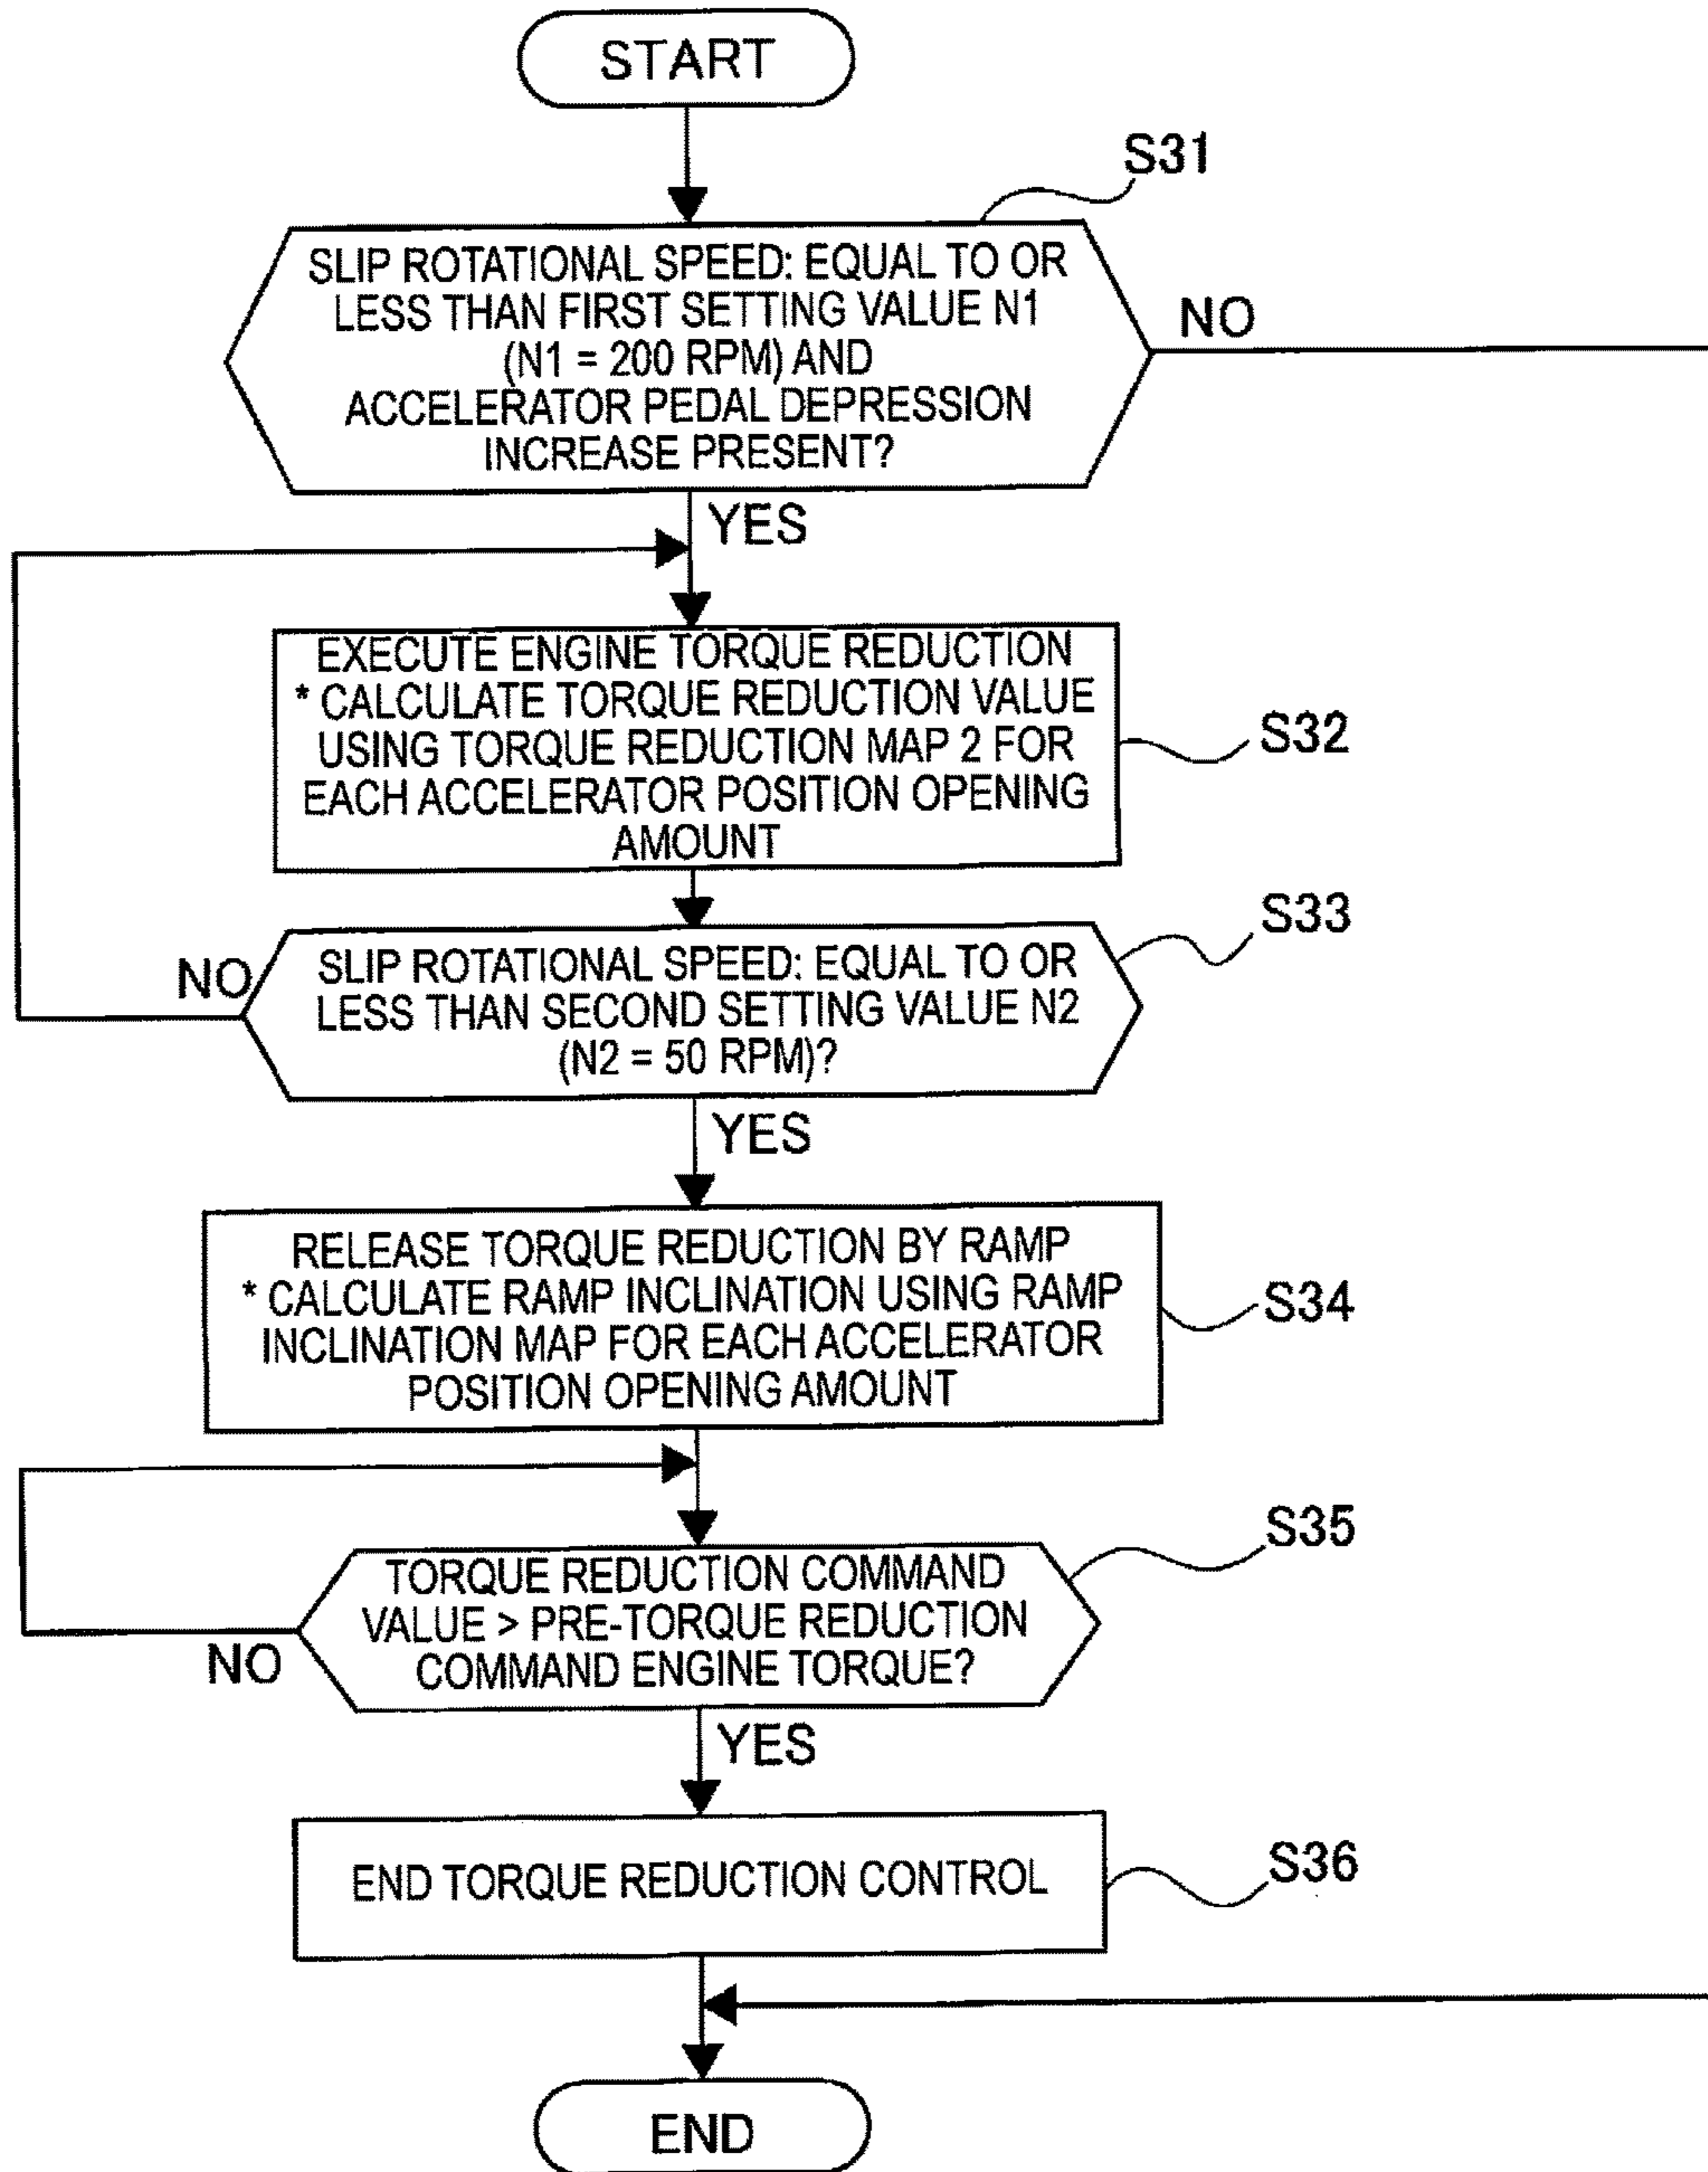 START
S31
SLIP ROTATIONAL SPEED: EQUAL TO OR
LESS THAN FIRST SETTING VALUE N1
(N1 = 200 RPM) AND
ACCELERATOR PEDAL DEPRESSION
INCREASE PRESENT?
NO
YES
EXECUTE ENGINE TORQUE REDUCTION
* CALCULATE TORQUE REDUCTION VALUE
USING TORQUE REDUCTION MAP 2 FOR
EACH ACCELERATOR POSITION OPENING
AMOUNT
S32
S33
NO
SLIP ROTATIONAL SPEED: EQUAL TO OR
LESS THAN SECOND SETTING VALUE N2
(N2 = 50 RPM)?
YES
RELEASE TORQUE REDUCTION BY RAMP
* CALCULATE RAMP INCLINATION USING RAMP
INCLINATION MAP FOR EACH ACCELERATOR
POSITION OPENING AMOUNT
S34
S35
TORQUE REDUCTION COMMAND
VALUE > PRE-TORQUE REDUCTION
COMMAND ENGINE TORQUE?
NO
YES
END TORQUE REDUCTION CONTROL
S36
END